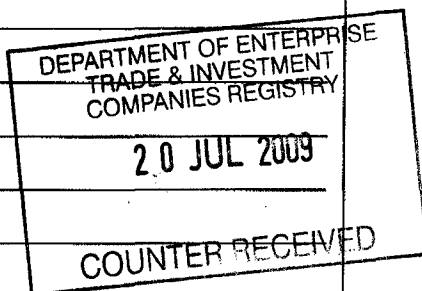 DEPARTMENT OF ENTERPRISE
TRADE & INVESTMENT
COMPANIES REGISTRY
20 JUL 2009
COUNTER RECEIVED